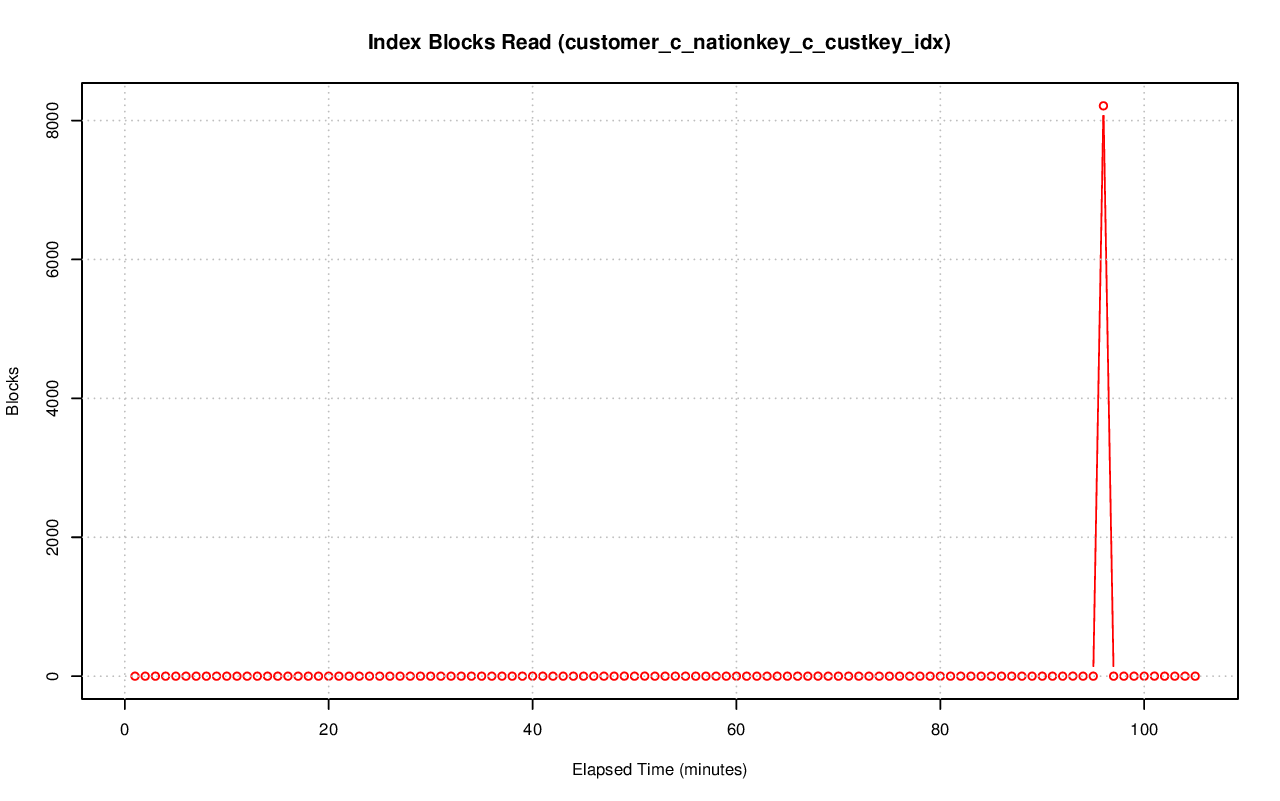 Index Blocks Read (customer_c_nationkey_c_custkey_idx)
8000
6000
4000
2000
0
Blocks
0 20 40 60 80 100
Elapsed Time (minutes)